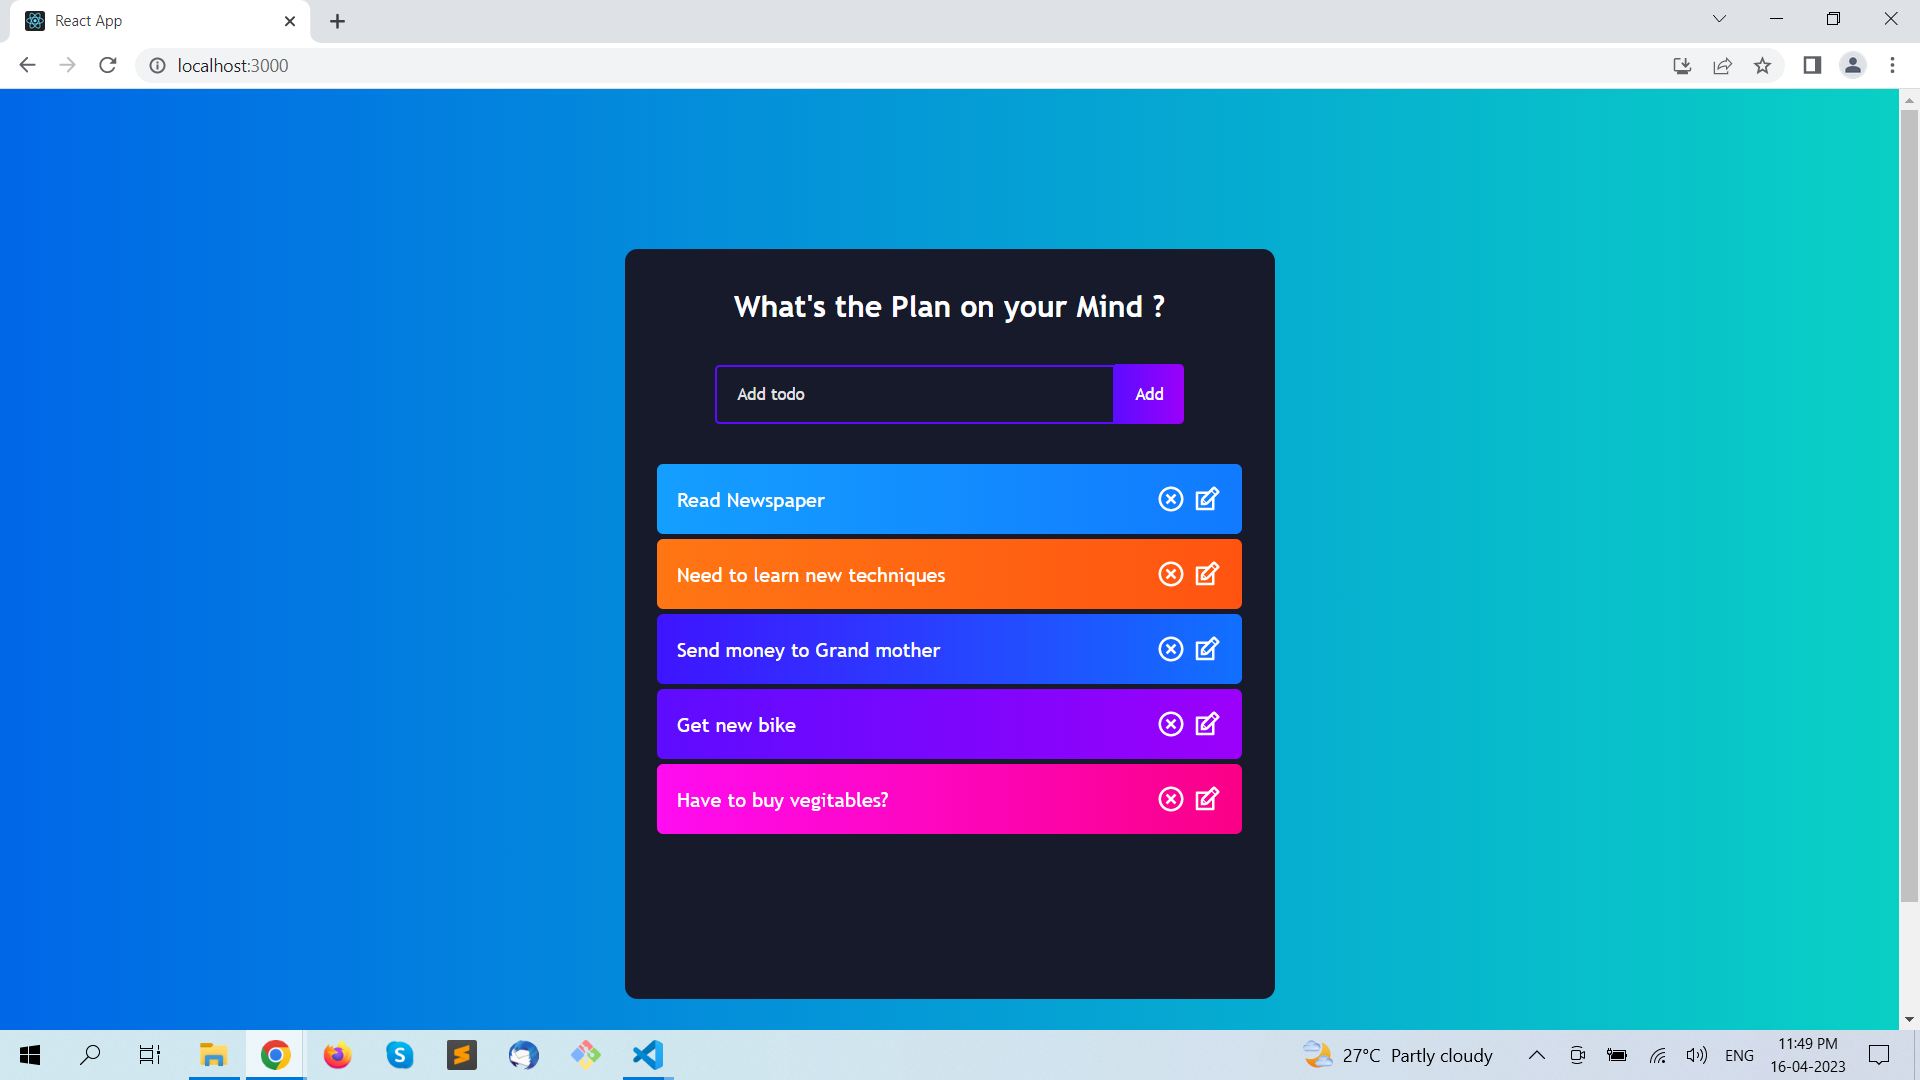 React App
localhost:3000
What's the Plan on your Mind ?
Add todo
Add
Read Newspaper
Need to learn new techniques
Send money to Grand mother
Get new bike
Have to buy vegitables?
27°C Partly cloudy
ENG
11:49 PM
16-04-2023